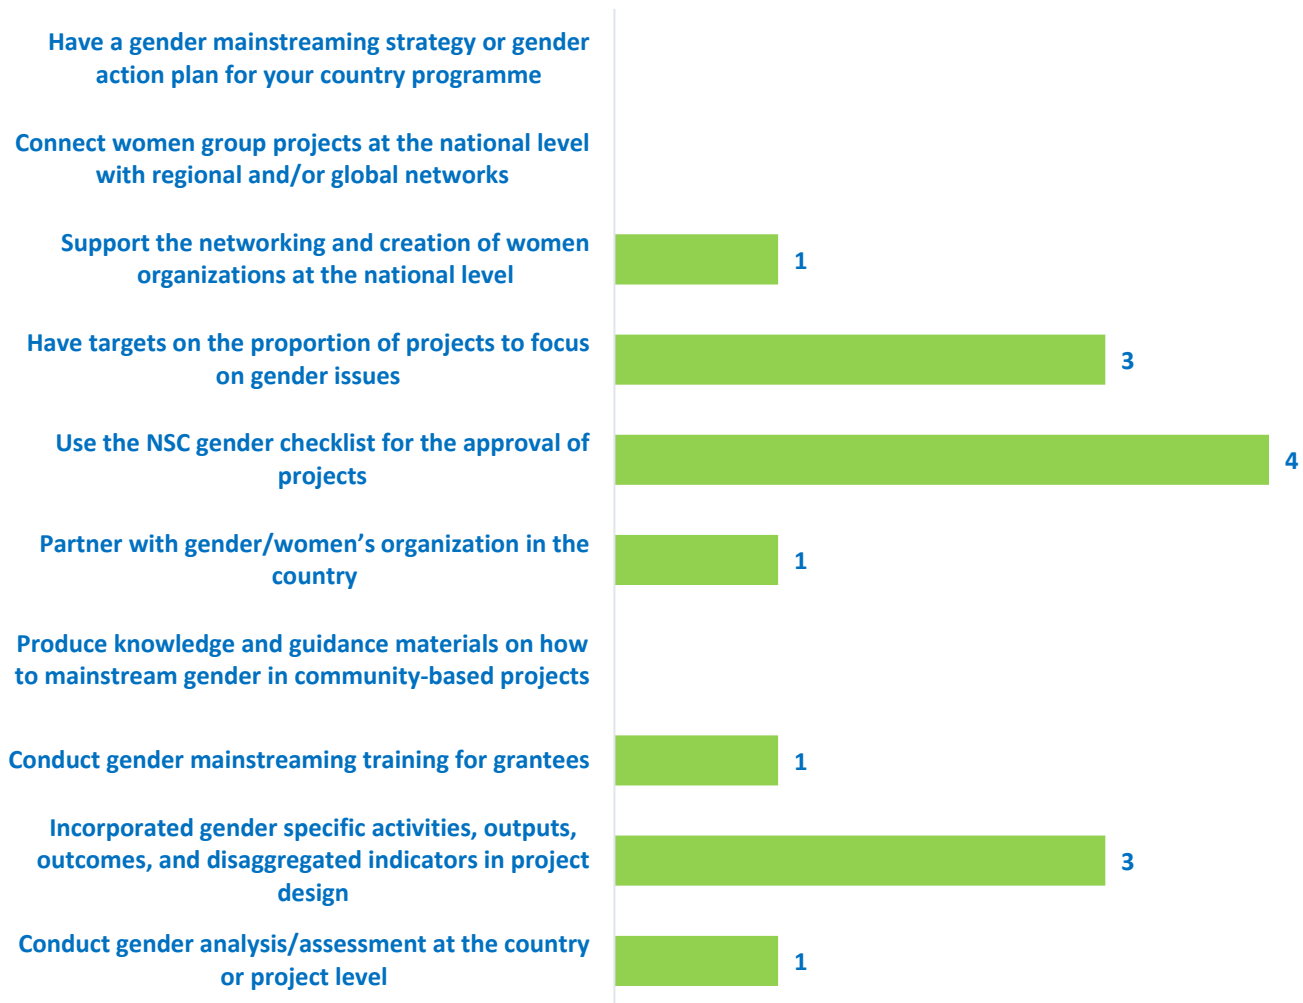 Have a gender mainstreaming strategy or gender
action plan for your country programme
Connect women group projects at the national level
with regional and/or global networks
Support the networking and creation of women
organizations at the national level
1
Have targets on the proportion of projects to focus
on gender issues
3
Use the NSC gender checklist for the approval of
projects
4
Partner with gender/women’s organization in the
country
1
Produce knowledge and guidance materials on how
to mainstream gender in community-based projects
Conduct gender mainstreaming training for grantees
1
Incorporated gender specific activities, outputs,
outcomes, and disaggregated indicators in project
design
3
Conduct gender analysis/assessment at the country
or project level
1